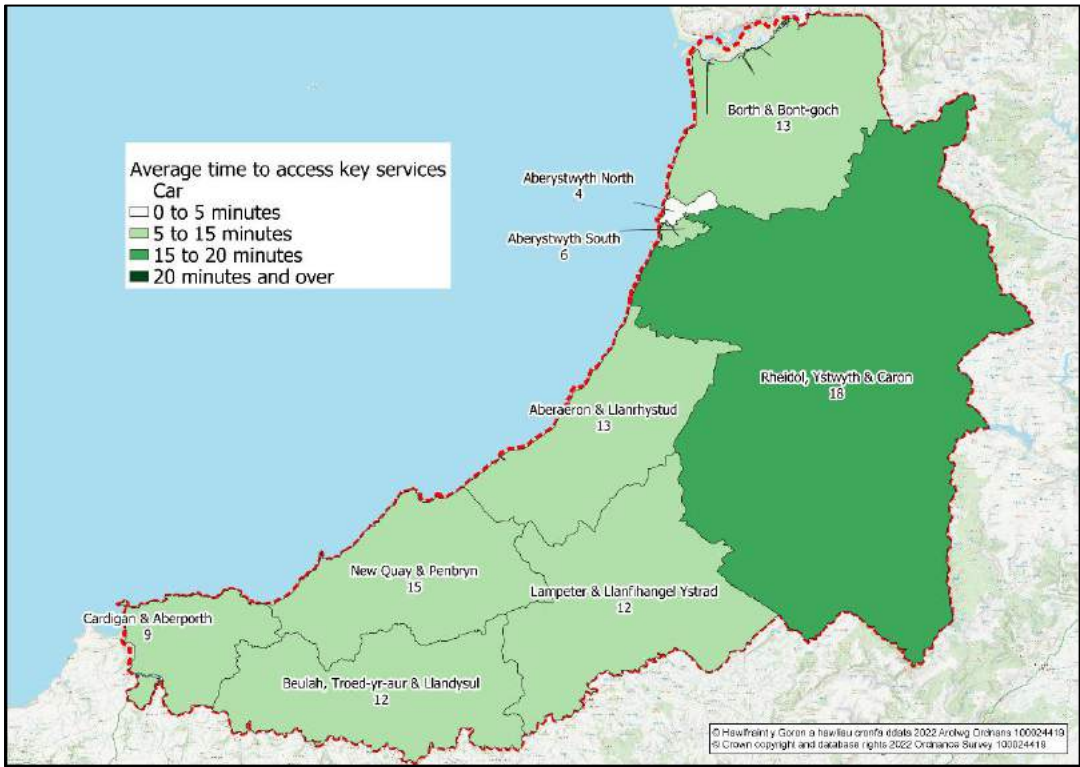 Borth & Bont-goch
13
Average time to access key services
Car
0 to 5 minutes
5 to 15 minutes
15 to 20 minutes
20 minutes and over
Aberystwyth North
4
Aberystwyth South
6
Rheidol, Ystwyth & Caron
18
Aberaeron & Llanrhystud
13
New Quay & Penbryn
15
Lampeter & Llanfihangel Ystrad
12
Cardigan & Aberporth
9
Beulah, Troed-yr-aur & Llandysul
12
© Hawlfraint y Goron a hawliau cronfa ddata 2022 Arolwg Ordnans 100024419
© Crown copyright and database rights 2022 Ordnance Survey 100024419